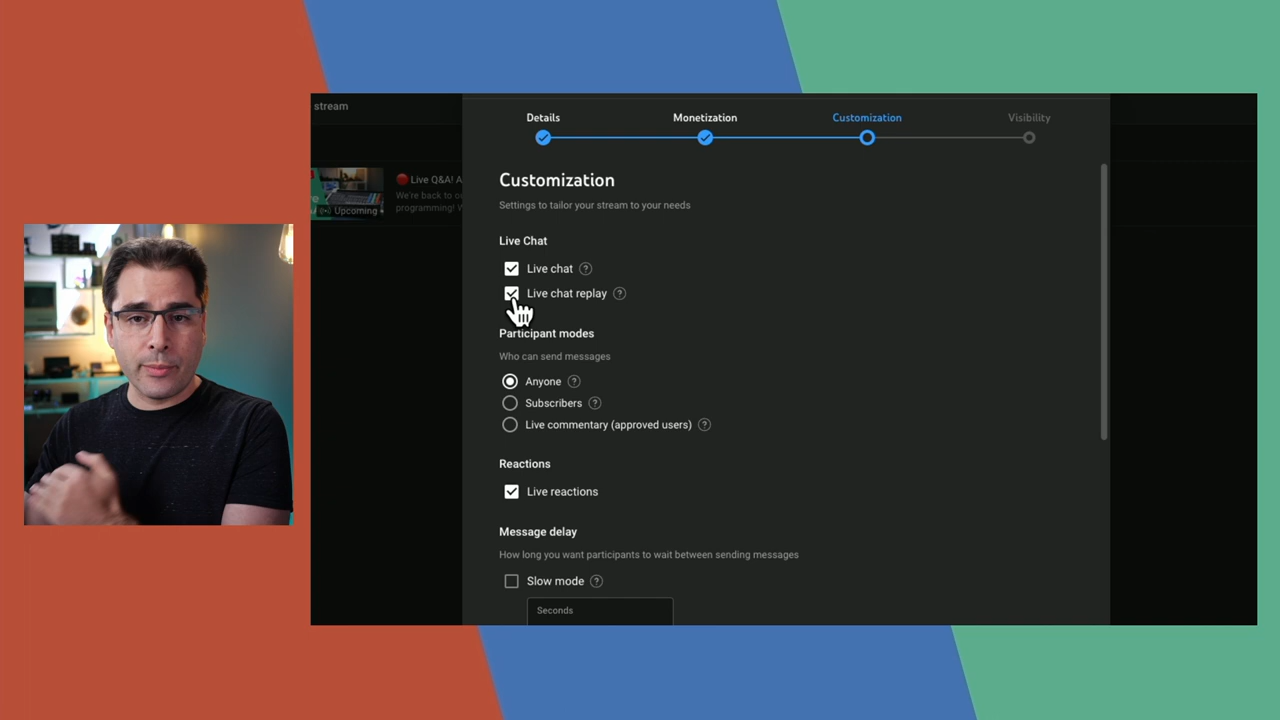 stream
Details
Monetization
Customization
Visibility
🔴 Live Q&A! A
We're back to o
programming! W
Upcoming
Customization
Settings to tailor your stream to your needs
Live Chat
Live chat
Live chat replay
Participant modes
Who can send messages
Anyone
Subscribers
Live commentary (approved users)
Reactions
Live reactions
Message delay
How long you want participants to wait between sending messages
Slow mode
Seconds